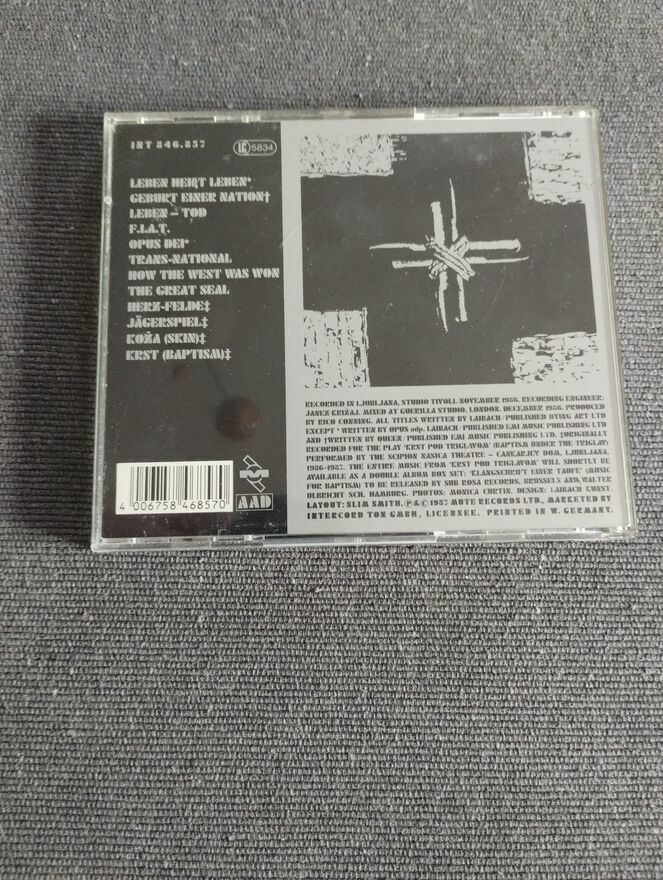 INT 846.857
LC 5834
LEBEN HEIßT LEBEN*
GEBURT EINER NATION†
LEBEN – TOD
F.I.A.T.
OPUS DEI*
TRANS-NATIONAL
HOW THE WEST WAS WON
THE GREAT SEAL
HERZ-FELDE‡
JÄGERSPIEL‡
KOŽA (SKIN)‡
KRST (BAPTISM)‡
4 006758 468570
AAD
RECORDED IN LJUBLJANA, STUDIO TIVOLI, NOVEMBER 1986. RECORDING ENGINEER:
JANEZ KRIŽAJ. MIXED AT GUERILLA STUDIO, LONDON. DECEMBER 1986. PRODUCED
BY RICO CONNING. ALL TITLES WRITTEN BY LAIBACH/PUBLISHED DYING ART LTD
EXCEPT * WRITTEN BY OPUS ndp. LAIBACH/PUBLISHED EMI MUSIC PUBLISHING LTD
AND †WRITTEN BY QUEEN/PUBLISHED EMI MUSIC PUBLISHING LTD. ‡ORIGINALLY
RECORDED FOR THE PLAY 'KRST POD TRIGLAVOM' (BAPTISM UNDER THE TRIGLAV)
PERFORMED BY THE SCIPION NASICA THEATRE – CANKARJEV DOM, LJUBLJANA,
1986-1987. THE ENTIRE MUSIC FROM 'KRST POD TRIGLAVOM' WILL SHORTLY BE
AVAILABLE AS A DOUBLE ALBUM BOX SET: 'KLANGSCHRIFT EINER TAUFE' (MUSIC
FOR BAPTISM) TO BE RELEASED BY SUB ROSA RECORDS, BRUSSELS AND, WALTER
ULBRICHT SCH, HAMBURG. PHOTOS: MONICA CURTIN. DESIGN: LAIBACH KUNST.
LAYOUT: SLIM SMITH. ℗ & © 1987 MUTE RECORDS LTD., MARKETED BY
INTERCORD TON GMBH, LICENSEE. PRINTED IN W. GERMANY.